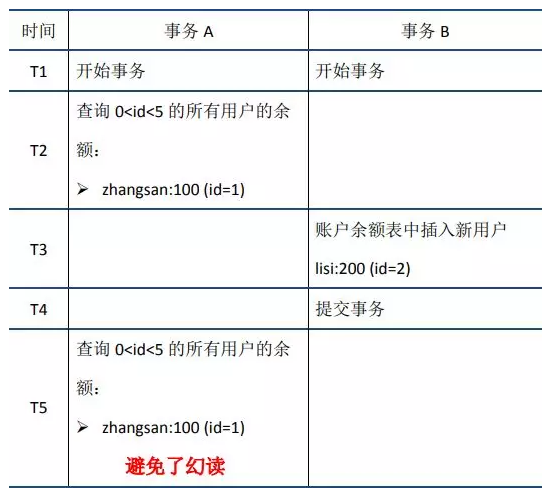 时间 事务 A 事务 B
T1 开始事务 开始事务
T2 查询 0<id<5 的所有用户的余
额：
➢ zhangsan:100 (id=1)
T3 账户余额表中插入新用户
lisi:200 (id=2)
T4 提交事务
T5 查询 0<id<5 的所有用户的余
额：
➢ zhangsan:100 (id=1)
避免了幻读